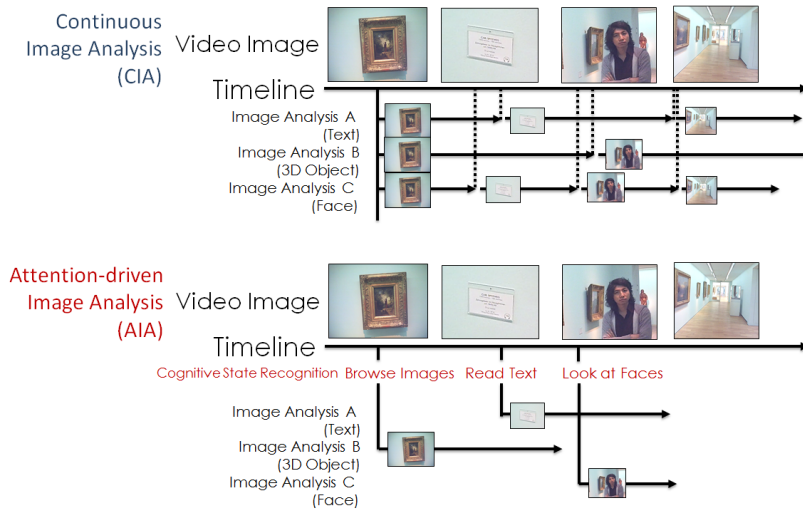 Continuous
Image Analysis
(CIA)
Video Image
Timeline
Image Analysis A
(Text)
Image Analysis B
(3D Object)
Image Analysis C
(Face)
Attention-driven
Image Analysis
(AIA)
Video Image
Timeline
Cognitive State Recognition Browse Images Read Text Look at Faces
Image Analysis A
(Text)
Image Analysis B
(3D Object)
Image Analysis C
(Face)